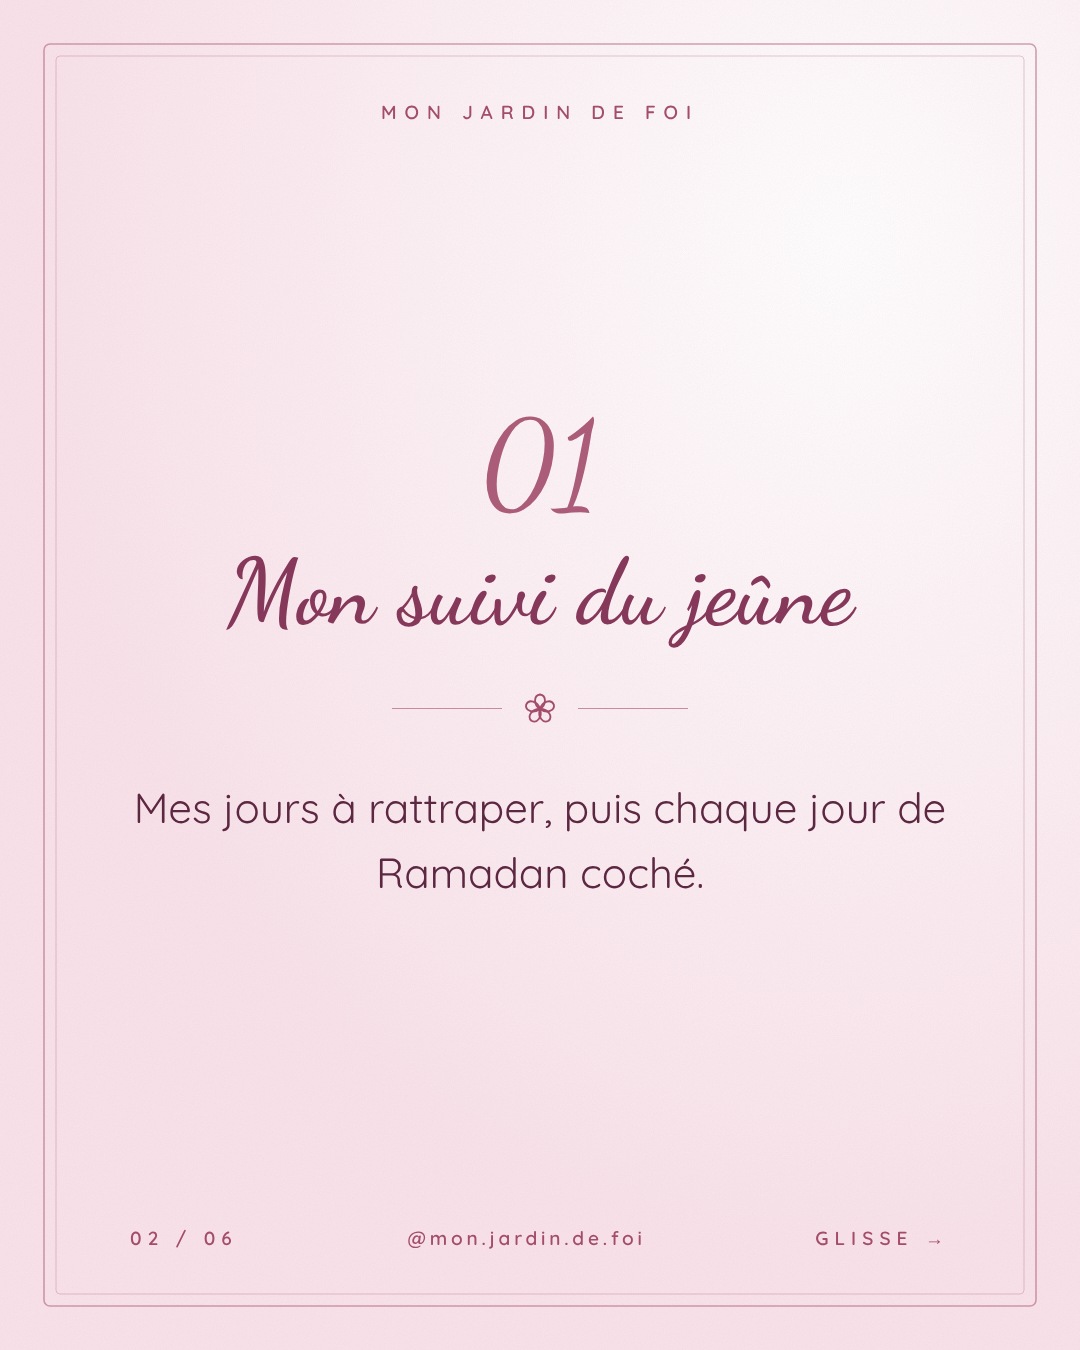 MON JARDIN DE FOI
01
Mon suivi du jeûne
Mes jours à rattraper, puis chaque jour de
Ramadan coché.
02 / 06
@mon.jardin.de.foi
GLISSE →